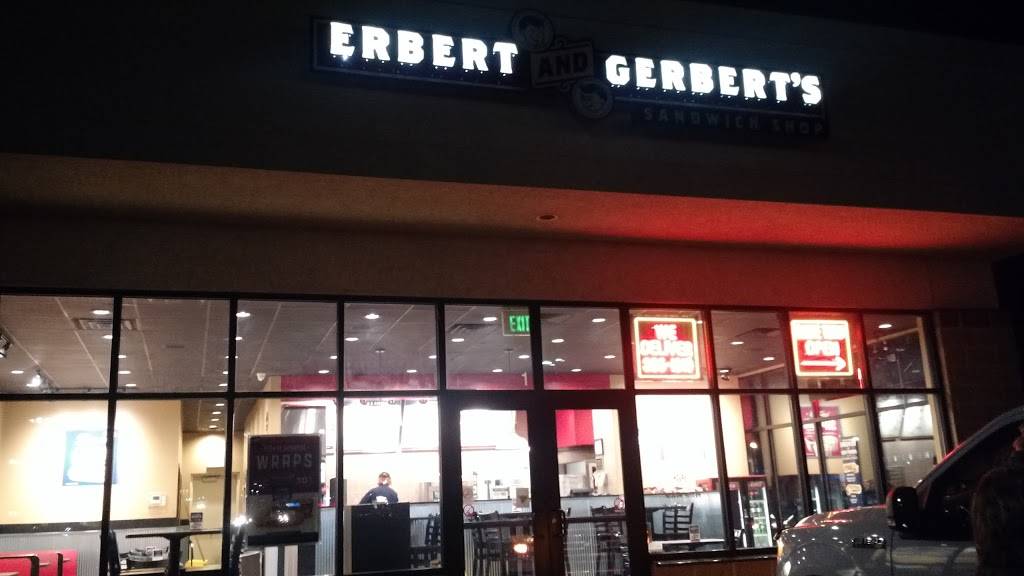 ERBERT AND GERBERT'S
SANDWICH SHOP
EXIT
WE
DELIVER
OPEN
WRAPS